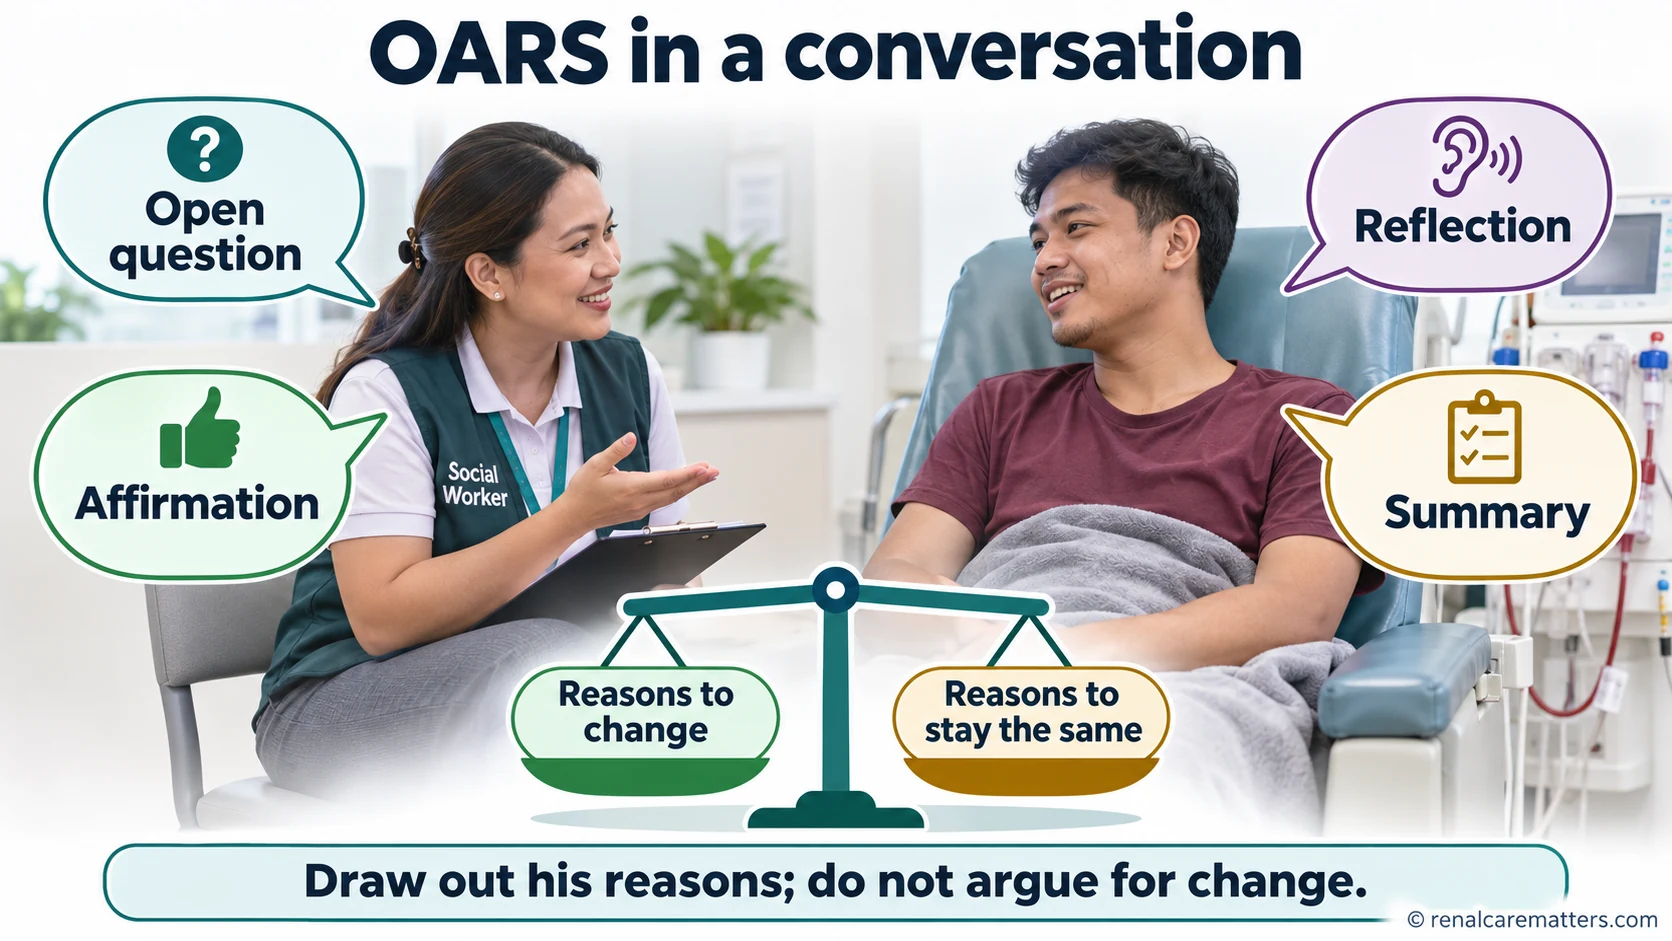 OARS in a conversation
?
Open
question
Affirmation
Reflection
Summary
Social
Worker
Reasons to
change
Reasons to
stay the same
Draw out his reasons; do not argue for change.
© renalcarematters.com